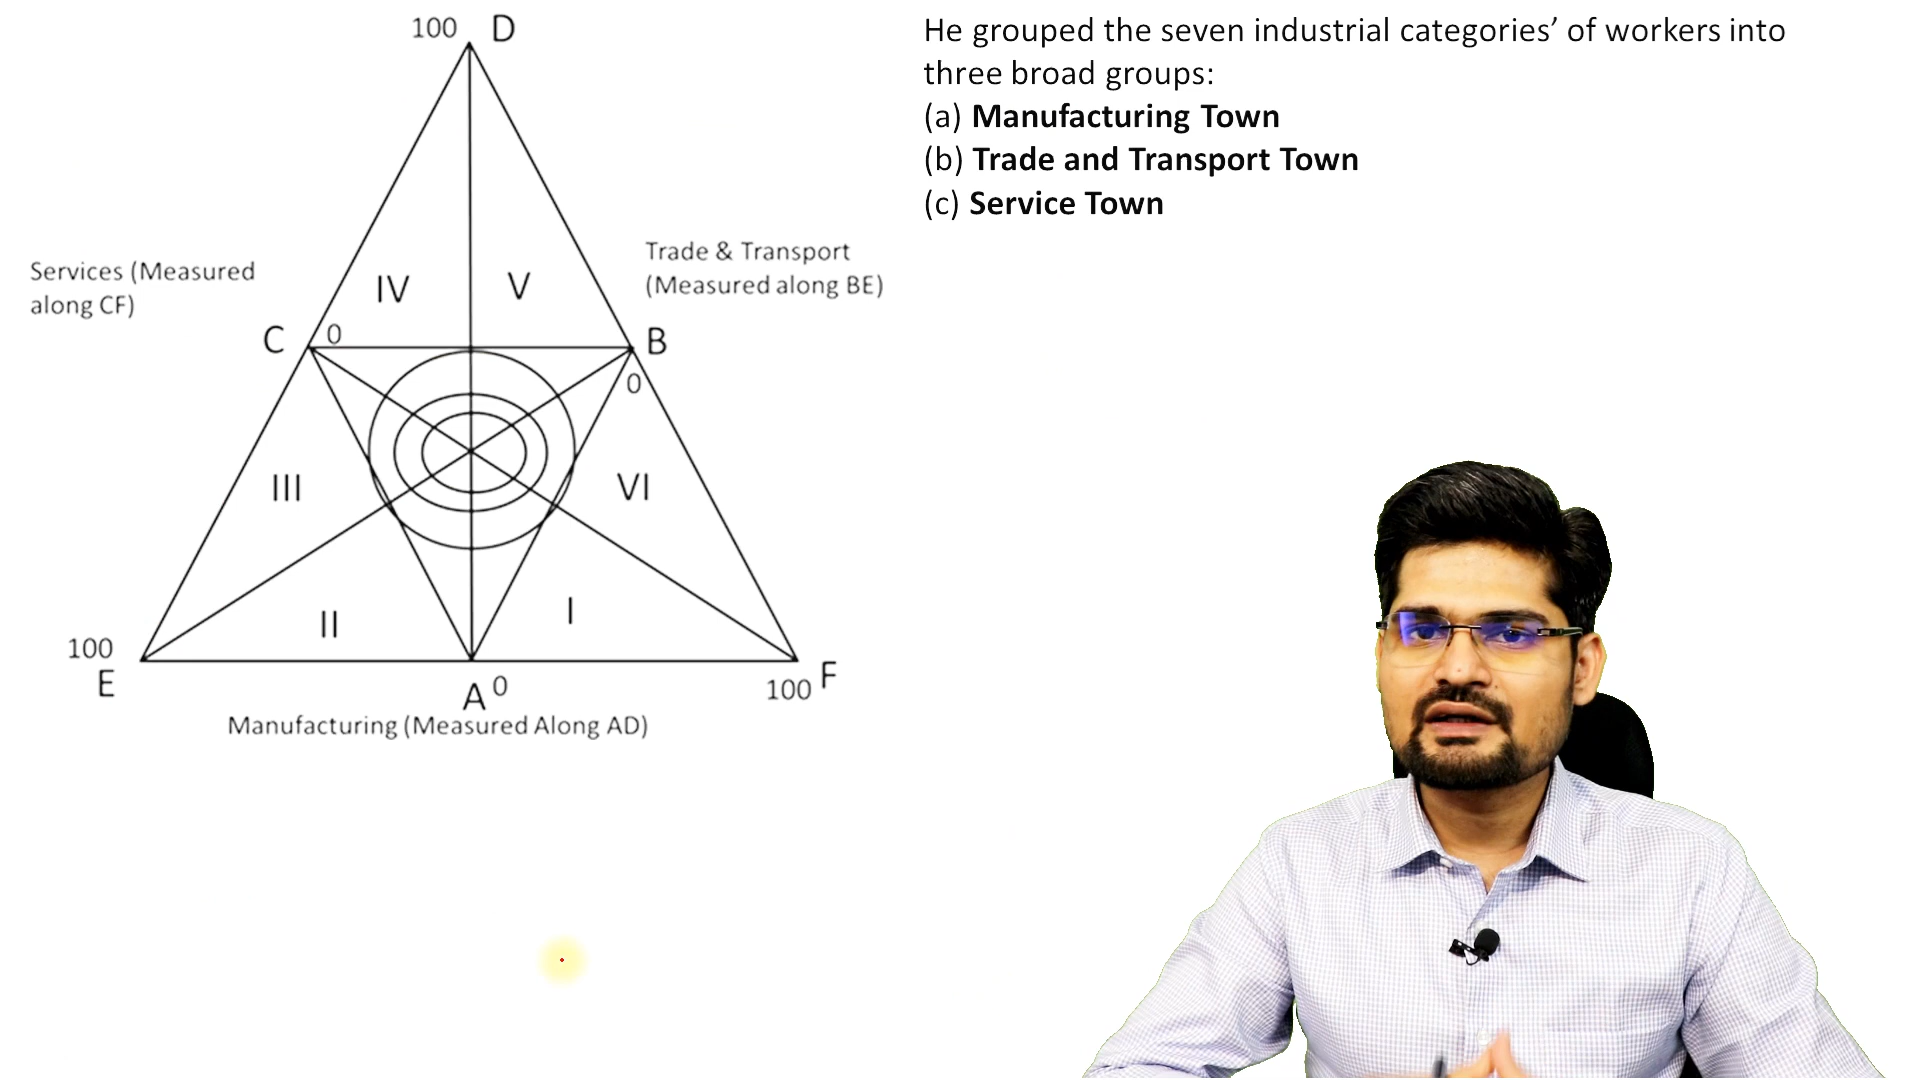 100 D
Services (Measured
along CF)
Trade & Transport
(Measured along BE)
IV
V
C 0
B
0
III
VI
II
I
100
E
A 0
100 F
Manufacturing (Measured Along AD)
He grouped the seven industrial categories’ of workers into
three broad groups:
(a) Manufacturing Town
(b) Trade and Transport Town
(c) Service Town